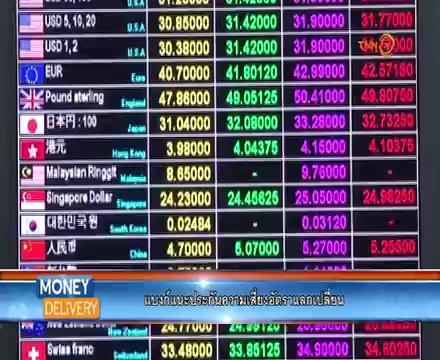 USD 5, 10, 20 U.S.A 30.85000 31.42000 31.90000 31.77000
USD 1, 2 U.S.A 30.38000 31.42000 31.90000
EUR Euro 40.70000 41.80120 42.99000 42.57180
Pound sterling England 47.86000 49.05125 50.41000 49.80750
日本円 : 100 Japan 31.04000 32.08000 33.28000 32.73250
港元 Hong Kong 3.98000 4.04375 4.15000 4.10375
Malaysian Ringgit Malaysia 8.65000 - 9.76000 -
Singapore Dollar Singapore 24.23000 24.45625 25.05000 24.96250
대한민국 원 South Korea 0.02484 - 0.03120 -
人民币 China 4.70000 5.07000 5.27000 5.25500
MONEY
DELIVERY
แบงก์แนะประกันความเสี่ยงอัตราแลกเปลี่ยน
Swiss franc Switzerland 33.48000 33.85125 34.90000 34.60250